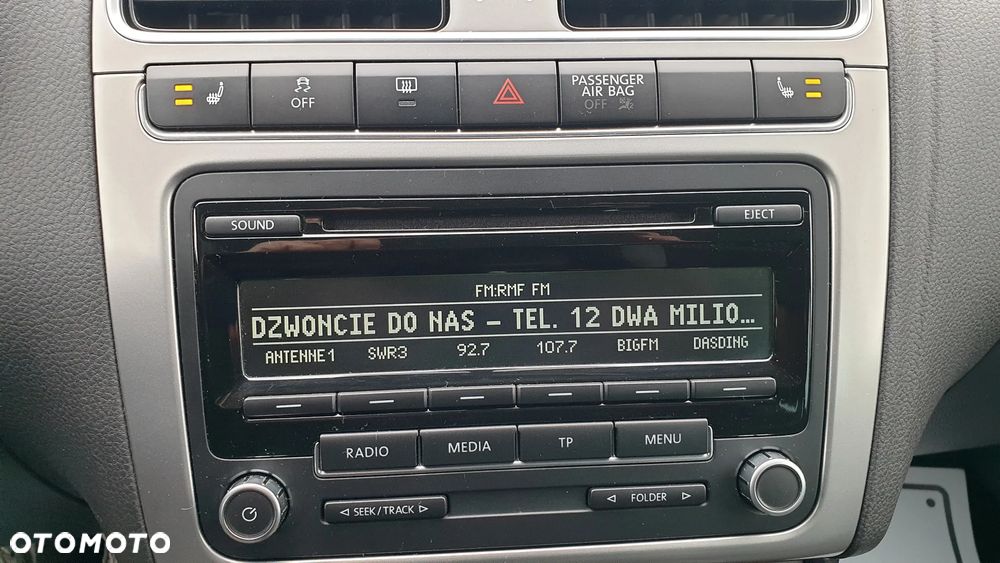 OFF
PASSENGER
AIR BAG
OFF
SOUND
EJECT
FM:RMF FM
DZWONCIE DO NAS - TEL. 12 DWA MILIO...
ANTENNE1 SWR3 92.7 107.7 BIGFM DASDING
RADIO MEDIA TP MENU
SEEK/TRACK
FOLDER
OTOMOTO